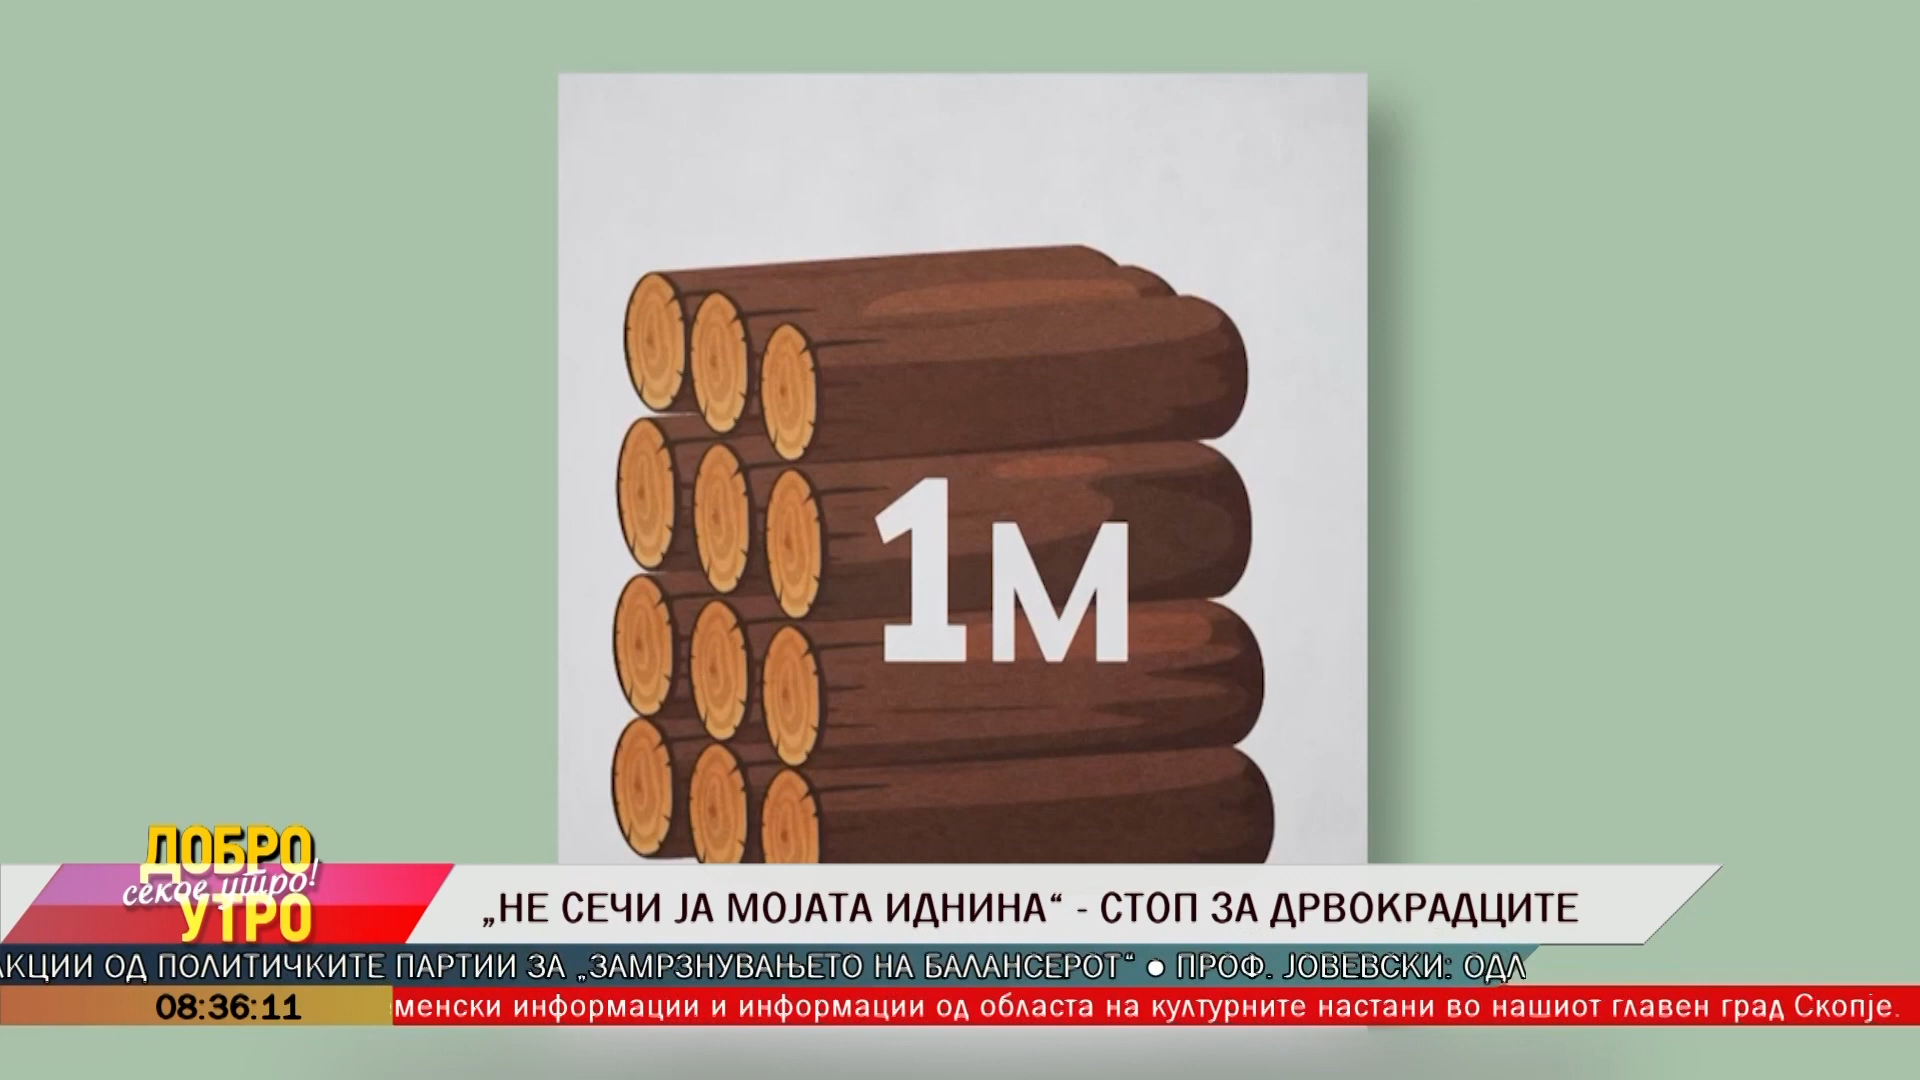 1м
ДОБРО
секое утро!
УТРО
„НЕ СЕЧИ ЈА МОЈАТА ИДНИНА“ - СТОП ЗА ДРВОКРАДЦИТЕ
АКЦИИ ОД ПОЛИТИЧКИТЕ ПАРТИИ ЗА „ЗАМРЗНУВАЊЕТО НА БАЛАНСЕРОТ“ ● ПРОФ. ЈОВЕВСКИ: ОДЛ
08:36:11
менски информации и информации од областа на културните настани во нашиот главен град Скопје.